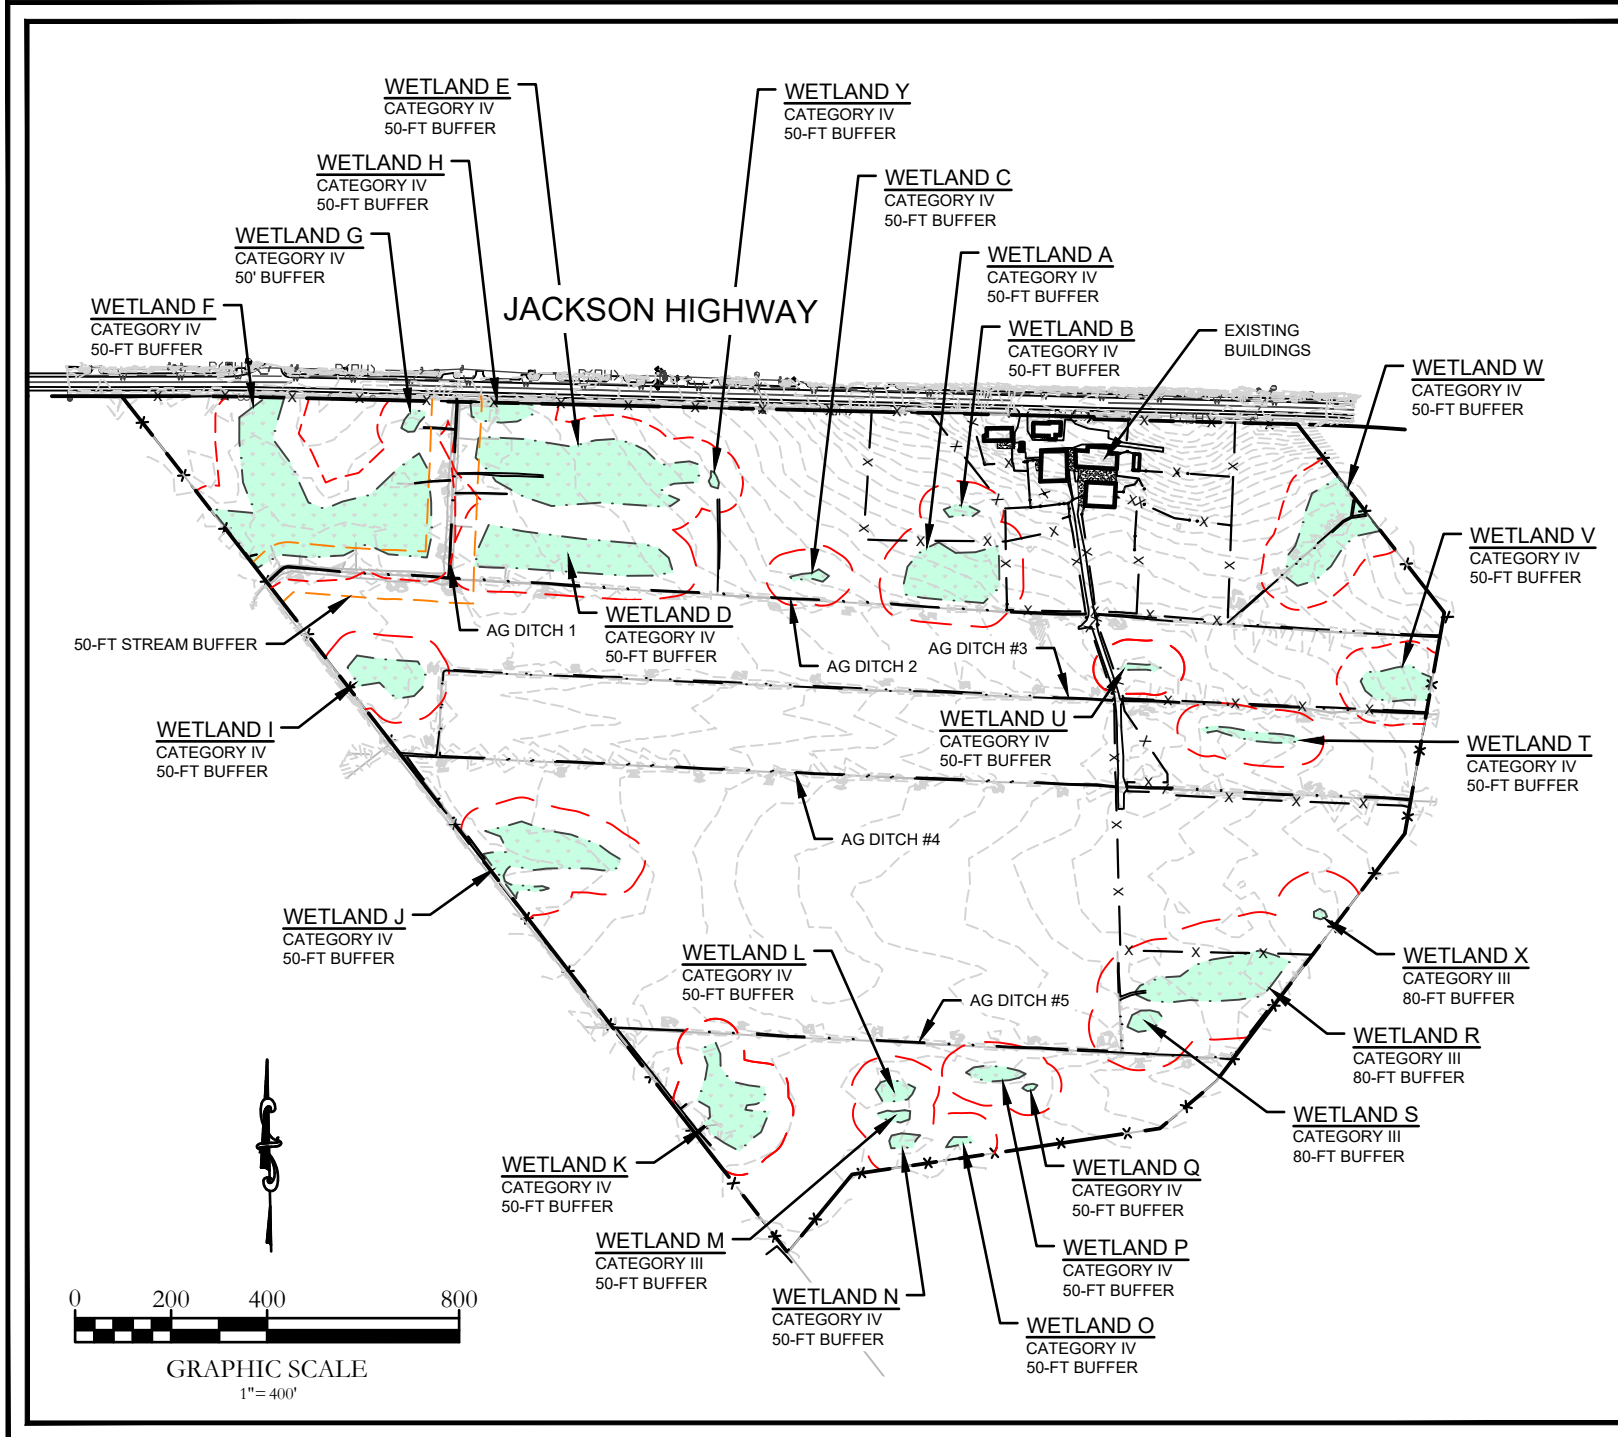 WETLAND E
CATEGORY IV
50-FT BUFFER
WETLAND Y
CATEGORY IV
50-FT BUFFER
WETLAND H
CATEGORY IV
50-FT BUFFER
WETLAND C
CATEGORY IV
50-FT BUFFER
WETLAND G
CATEGORY IV
50' BUFFER
WETLAND A
CATEGORY IV
50-FT BUFFER
WETLAND F
CATEGORY IV
50-FT BUFFER
JACKSON HIGHWAY
WETLAND B
CATEGORY IV
50-FT BUFFER
EXISTING
BUILDINGS
WETLAND W
CATEGORY IV
50-FT BUFFER
WETLAND V
CATEGORY IV
50-FT BUFFER
WETLAND D
CATEGORY IV
50-FT BUFFER
AG DITCH 1
50-FT STREAM BUFFER
AG DITCH 2
AG DITCH #3
WETLAND I
CATEGORY IV
50-FT BUFFER
WETLAND U
CATEGORY IV
50-FT BUFFER
WETLAND T
CATEGORY IV
50-FT BUFFER
AG DITCH #4
WETLAND J
CATEGORY IV
50-FT BUFFER
WETLAND L
CATEGORY IV
50-FT BUFFER
AG DITCH #5
WETLAND X
CATEGORY III
80-FT BUFFER
WETLAND R
CATEGORY III
80-FT BUFFER
WETLAND S
CATEGORY III
80-FT BUFFER
WETLAND K
CATEGORY IV
50-FT BUFFER
WETLAND Q
CATEGORY IV
50-FT BUFFER
WETLAND M
CATEGORY III
50-FT BUFFER
WETLAND P
CATEGORY IV
50-FT BUFFER
WETLAND N
CATEGORY IV
50-FT BUFFER
WETLAND O
CATEGORY IV
50-FT BUFFER
0 200 400 800
GRAPHIC SCALE
1"= 400'